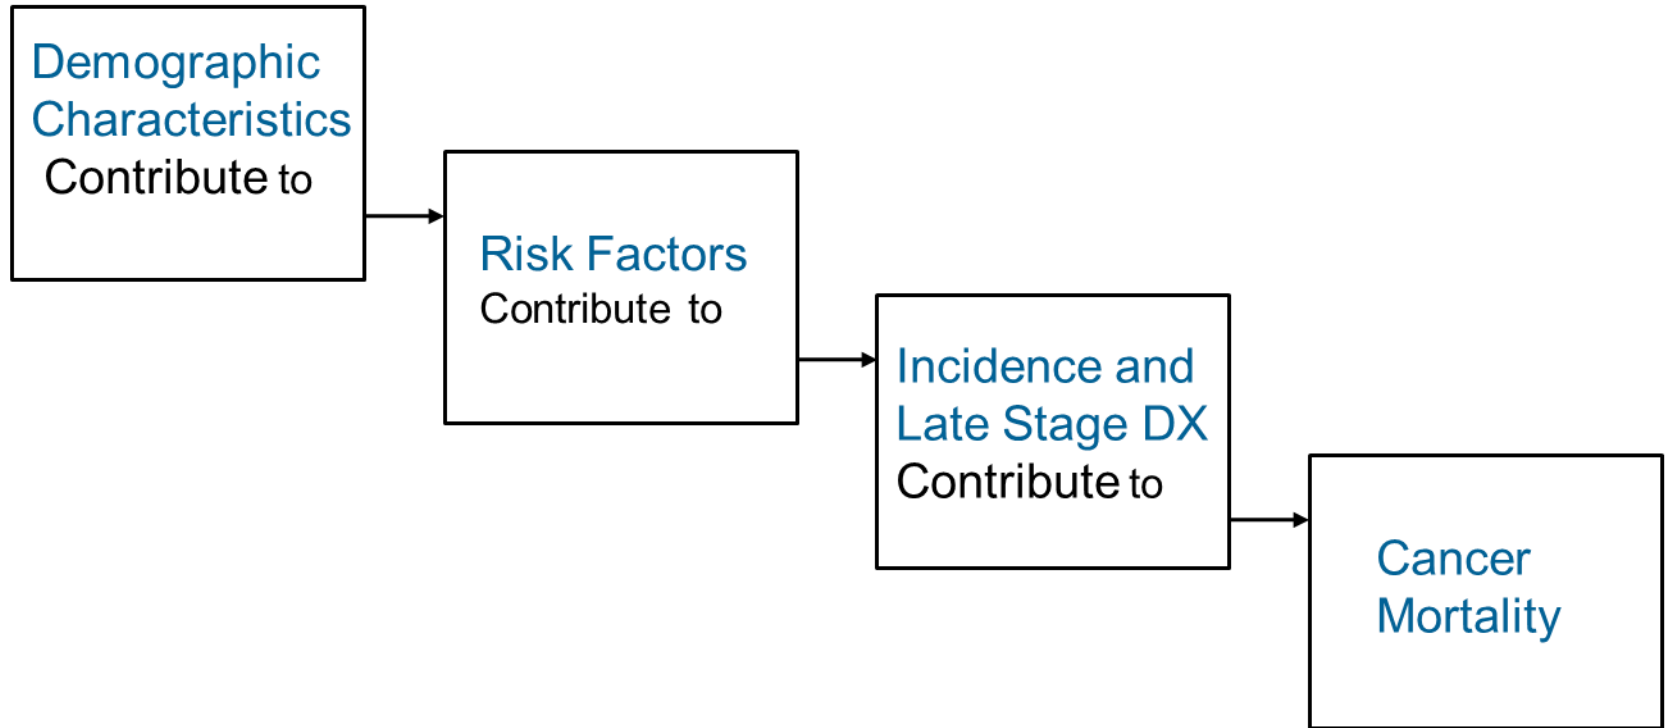 Demographic
Characteristics
Contribute to
Risk Factors
Contribute to
Incidence and
Late Stage DX
Contribute to
Cancer
Mortality